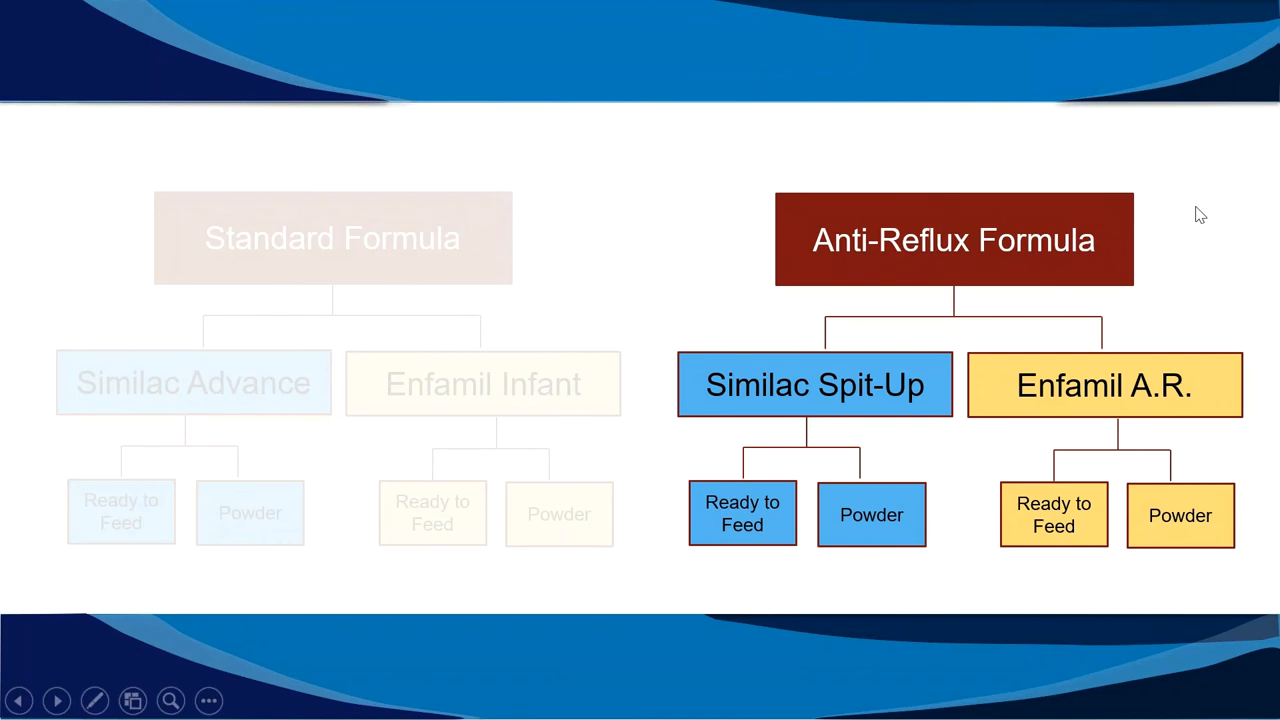 Standard Formula
Anti-Reflux Formula
Similac Advance
Enfamil Infant
Similac Spit-Up
Enfamil A.R.
Ready to
Feed
Powder
Ready to
Feed
Powder
Ready to
Feed
Powder
Ready to
Feed
Powder